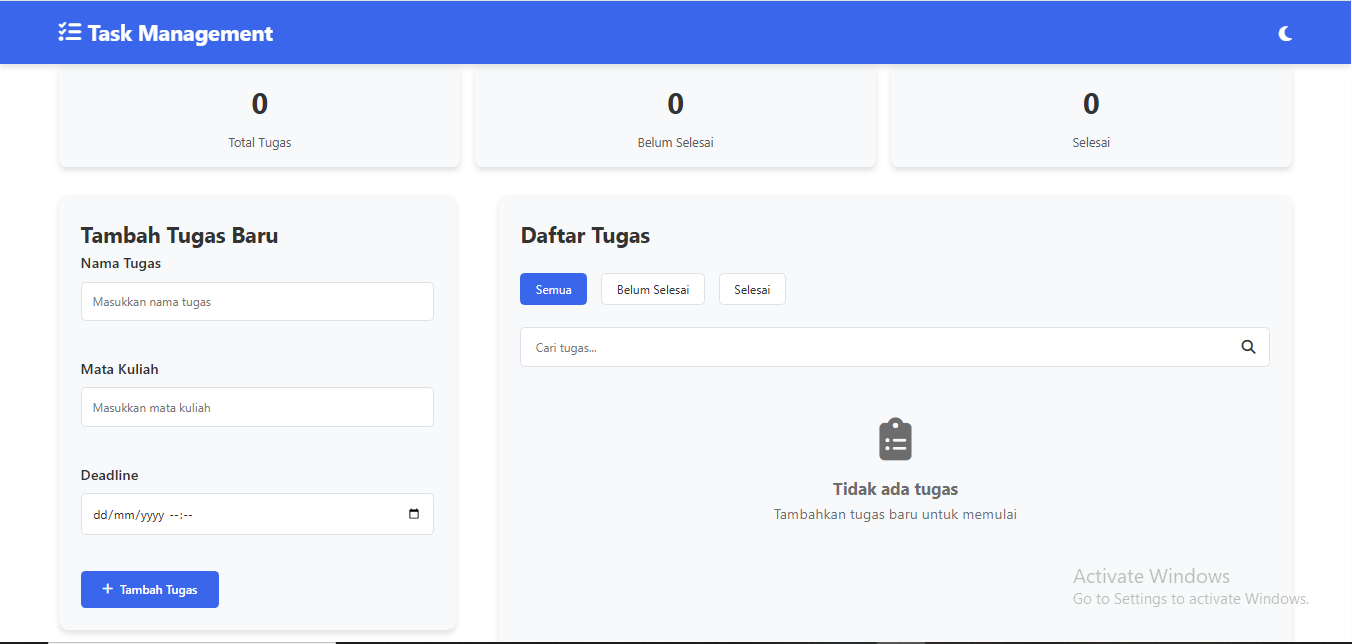 Task Management
0
Total Tugas
0
Belum Selesai
0
Selesai
Tambah Tugas Baru
Nama Tugas
Masukkan nama tugas
Mata Kuliah
Masukkan mata kuliah
Deadline
dd/mm/yyyy --:--
+ Tambah Tugas
Daftar Tugas
Semua
Belum Selesai
Selesai
Cari tugas...
Tidak ada tugas
Tambahkan tugas baru untuk memulai
Activate Windows
Go to Settings to activate Windows.